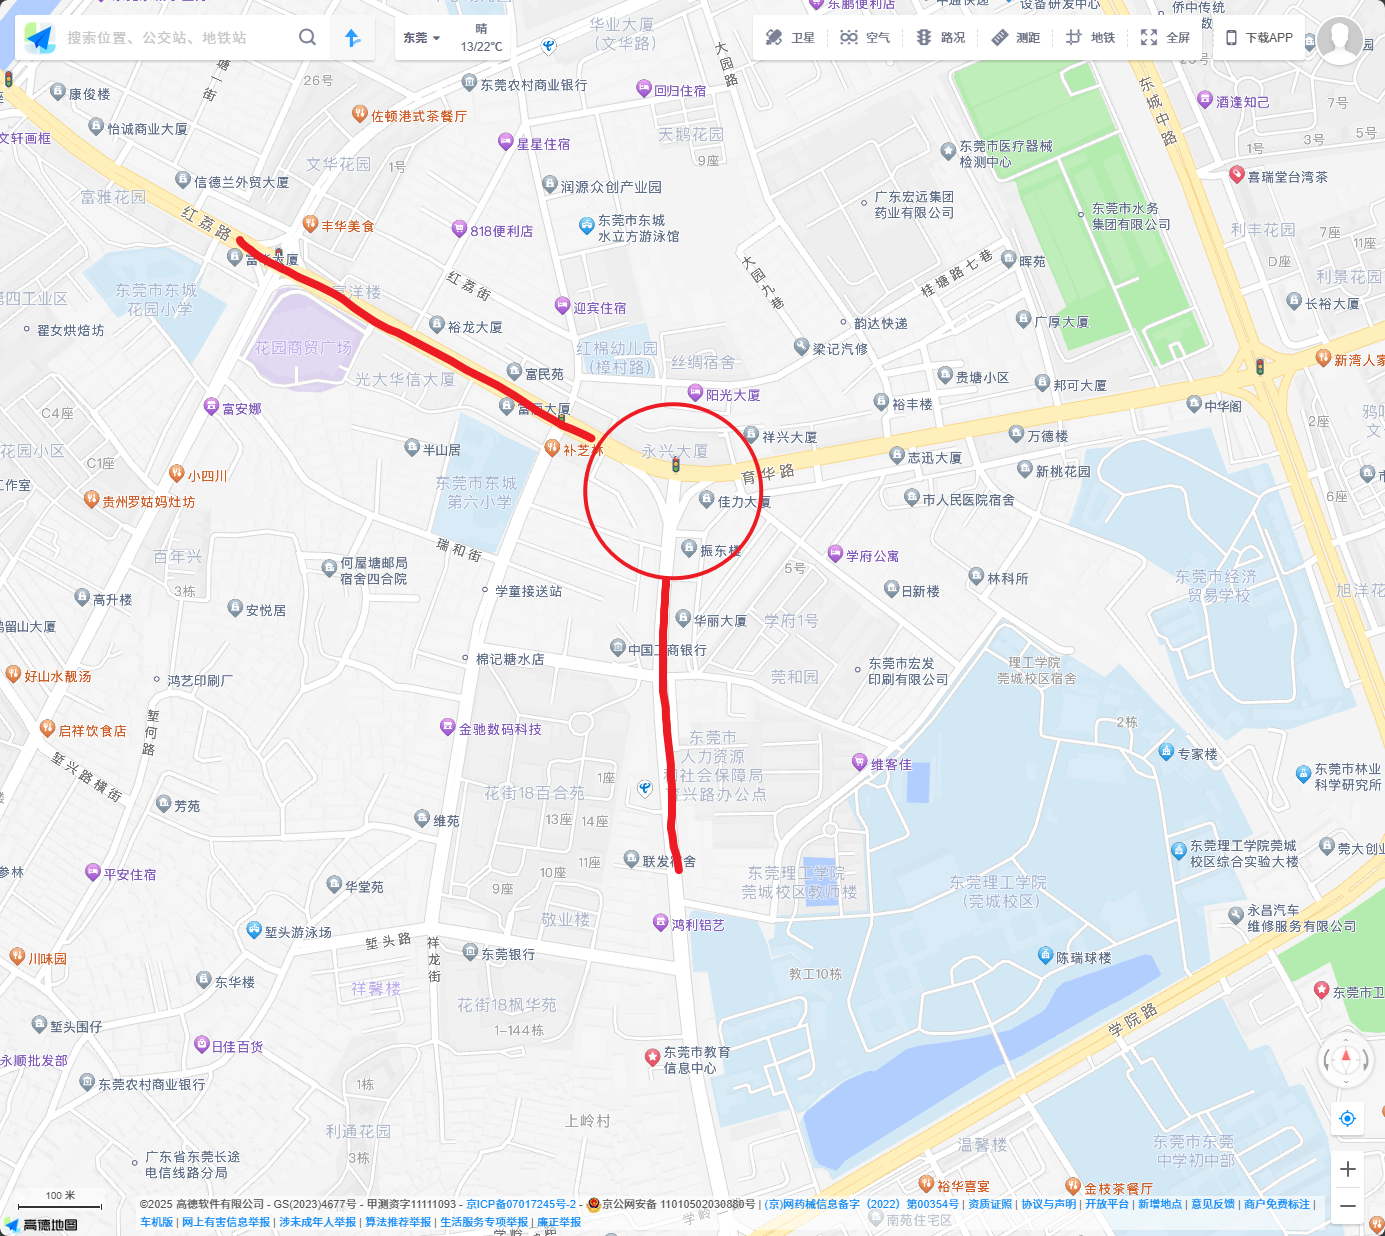 东鹏便利店
中通快递
设备研发中心
侨中传统
搜索位置、公交站、地铁站
东莞
晴
13/22℃
华业大厦
(文华路)
大园路
卫星
空气
路况
测距
地铁
全屏
下载APP
康俊楼
塘一街
26号
东莞农村商业银行
回归住宿
东城中路
酒逢知己
7号
怡诚商业大厦
佐顿港式茶餐厅
天鹅花园
5号
文轩画框
文华花园
1号
星星住宿
9座
东莞市医疗器械
检测中心
1号
3号
富雅花园
信德兰外贸大厦
润源众创产业园
喜瑞堂台湾茶
红荔路
丰华美食
818便利店
东莞市东城
水立方游泳馆
广东宏远集团
药业有限公司
东莞市水务
集团有限公司
利丰花园
7座
11座
D座
第四工业区
东莞市东城
花园小学
富洋楼
红荔街
迎宾住宿
大园九巷
桂塘路七巷
晖苑
利景花园
长裕大厦
翟女烘焙坊
花园商贸广场
裕龙大厦
红棉幼儿园
(樟村路)
丝绸宿舍
韵达快递
梁记汽修
广厚大厦
新湾人家
光大华信大厦
富民苑
阳光大厦
贵塘小区
邦可大厦
C4座
富安娜
裕丰楼
中华阁
2座
花园小区
C1座
半山居
补芝林
永兴大厦
祥兴大厦
万德楼
育华路
志迅大厦
新桃花园
工作室
小四川
贵州罗姑妈灶坊
东莞市东城
第六小学
佳力大厦
市人民医院宿舍
6座
百年兴
瑞和街
振东楼
学府公寓
何屋塘邮局
宿舍四合院
3栋
5号
林科所
东莞市经济
贸易学校
高升楼
安悦居
学童接送站
日新楼
旭洋花
鹤留山大厦
华丽大厦
学府1号
棉记糖水店
中国工商银行
莞和园
东莞市宏发
印刷有限公司
理工学院
莞城校区宿舍
好山水靓汤
鸿艺印刷厂
启祥饮食店
堑何路
金驰数码科技
东莞市
人力资源
和社会保障局
2栋
专家楼
堑兴路横街
维客佳
东莞市林业
科学研究所
芳苑
花街18百合苑
1座
13座
14座
维苑
参林
平安住宿
华堂苑
9座
10座
11座
东莞理工学院
莞城校区教师楼
东莞理工学院
(莞城校区)
东莞理工学院莞城
校区综合实验大楼
莞大创业
敬业楼
鸿利铝艺
永昌汽车
维修服务有限公司
堑头游泳场
堑头路
祥龙街
东莞银行
川味园
东华楼
祥馨楼
教工10栋
陈瑞球楼
花街18枫华苑
1-144栋
东莞市卫
堑头围仔
日佳百货
学院路
永顺批发部
东莞农村商业银行
东莞市教育
信息中心
1栋
利通花园
3栋
上岭村
广东省东莞长途
电信线路分局
温馨楼
东莞市东莞
中学初中部
裕华喜宴
金枝茶餐厅
100 米
©2025 高德软件有限公司 - GS(2023)4677号 - 甲测资字11111093 - 京ICP备07017245号-2 - 京公网安备 11010502030880号 | (京)网药械信息备字（2022）第00354号 | 资质证照 | 协议与声明 | 开放平台 | 新增地点 | 意见反馈 | 商户免费标注 |
高德地图
车机版 | 网上有害信息举报 | 涉未成年人举报 | 算法推荐举报 | 生活服务专项举报 | 廉正举报
南苑住宅区